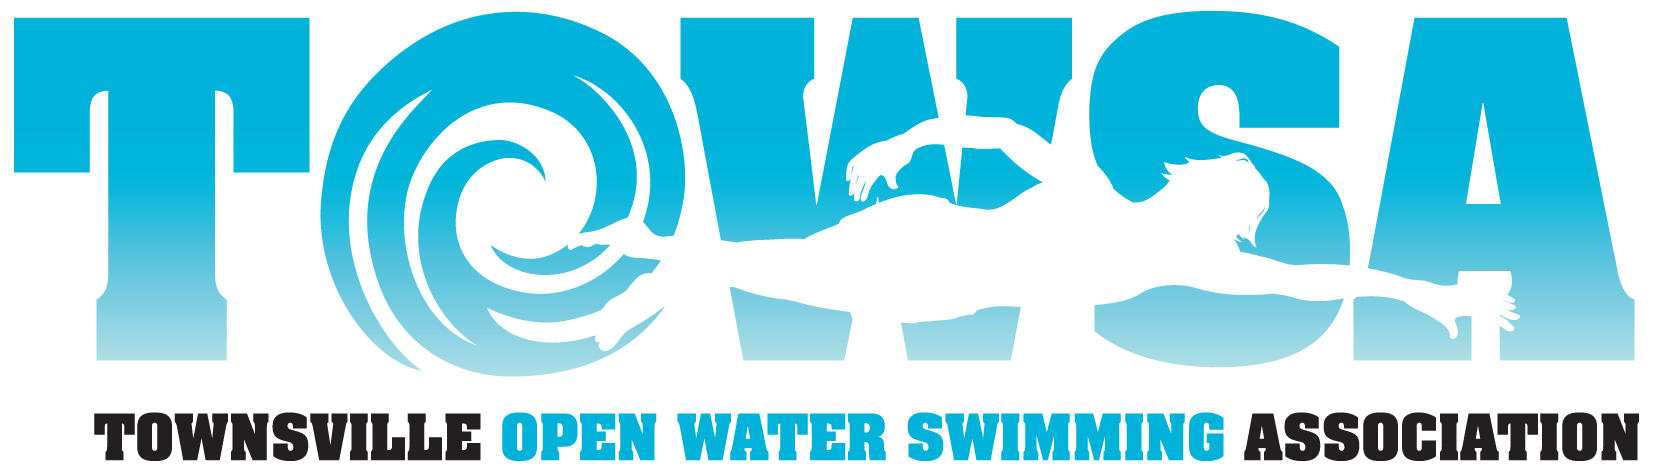 TOWSA
TOWNSVILLE OPEN WATER SWIMMING ASSOCIATION